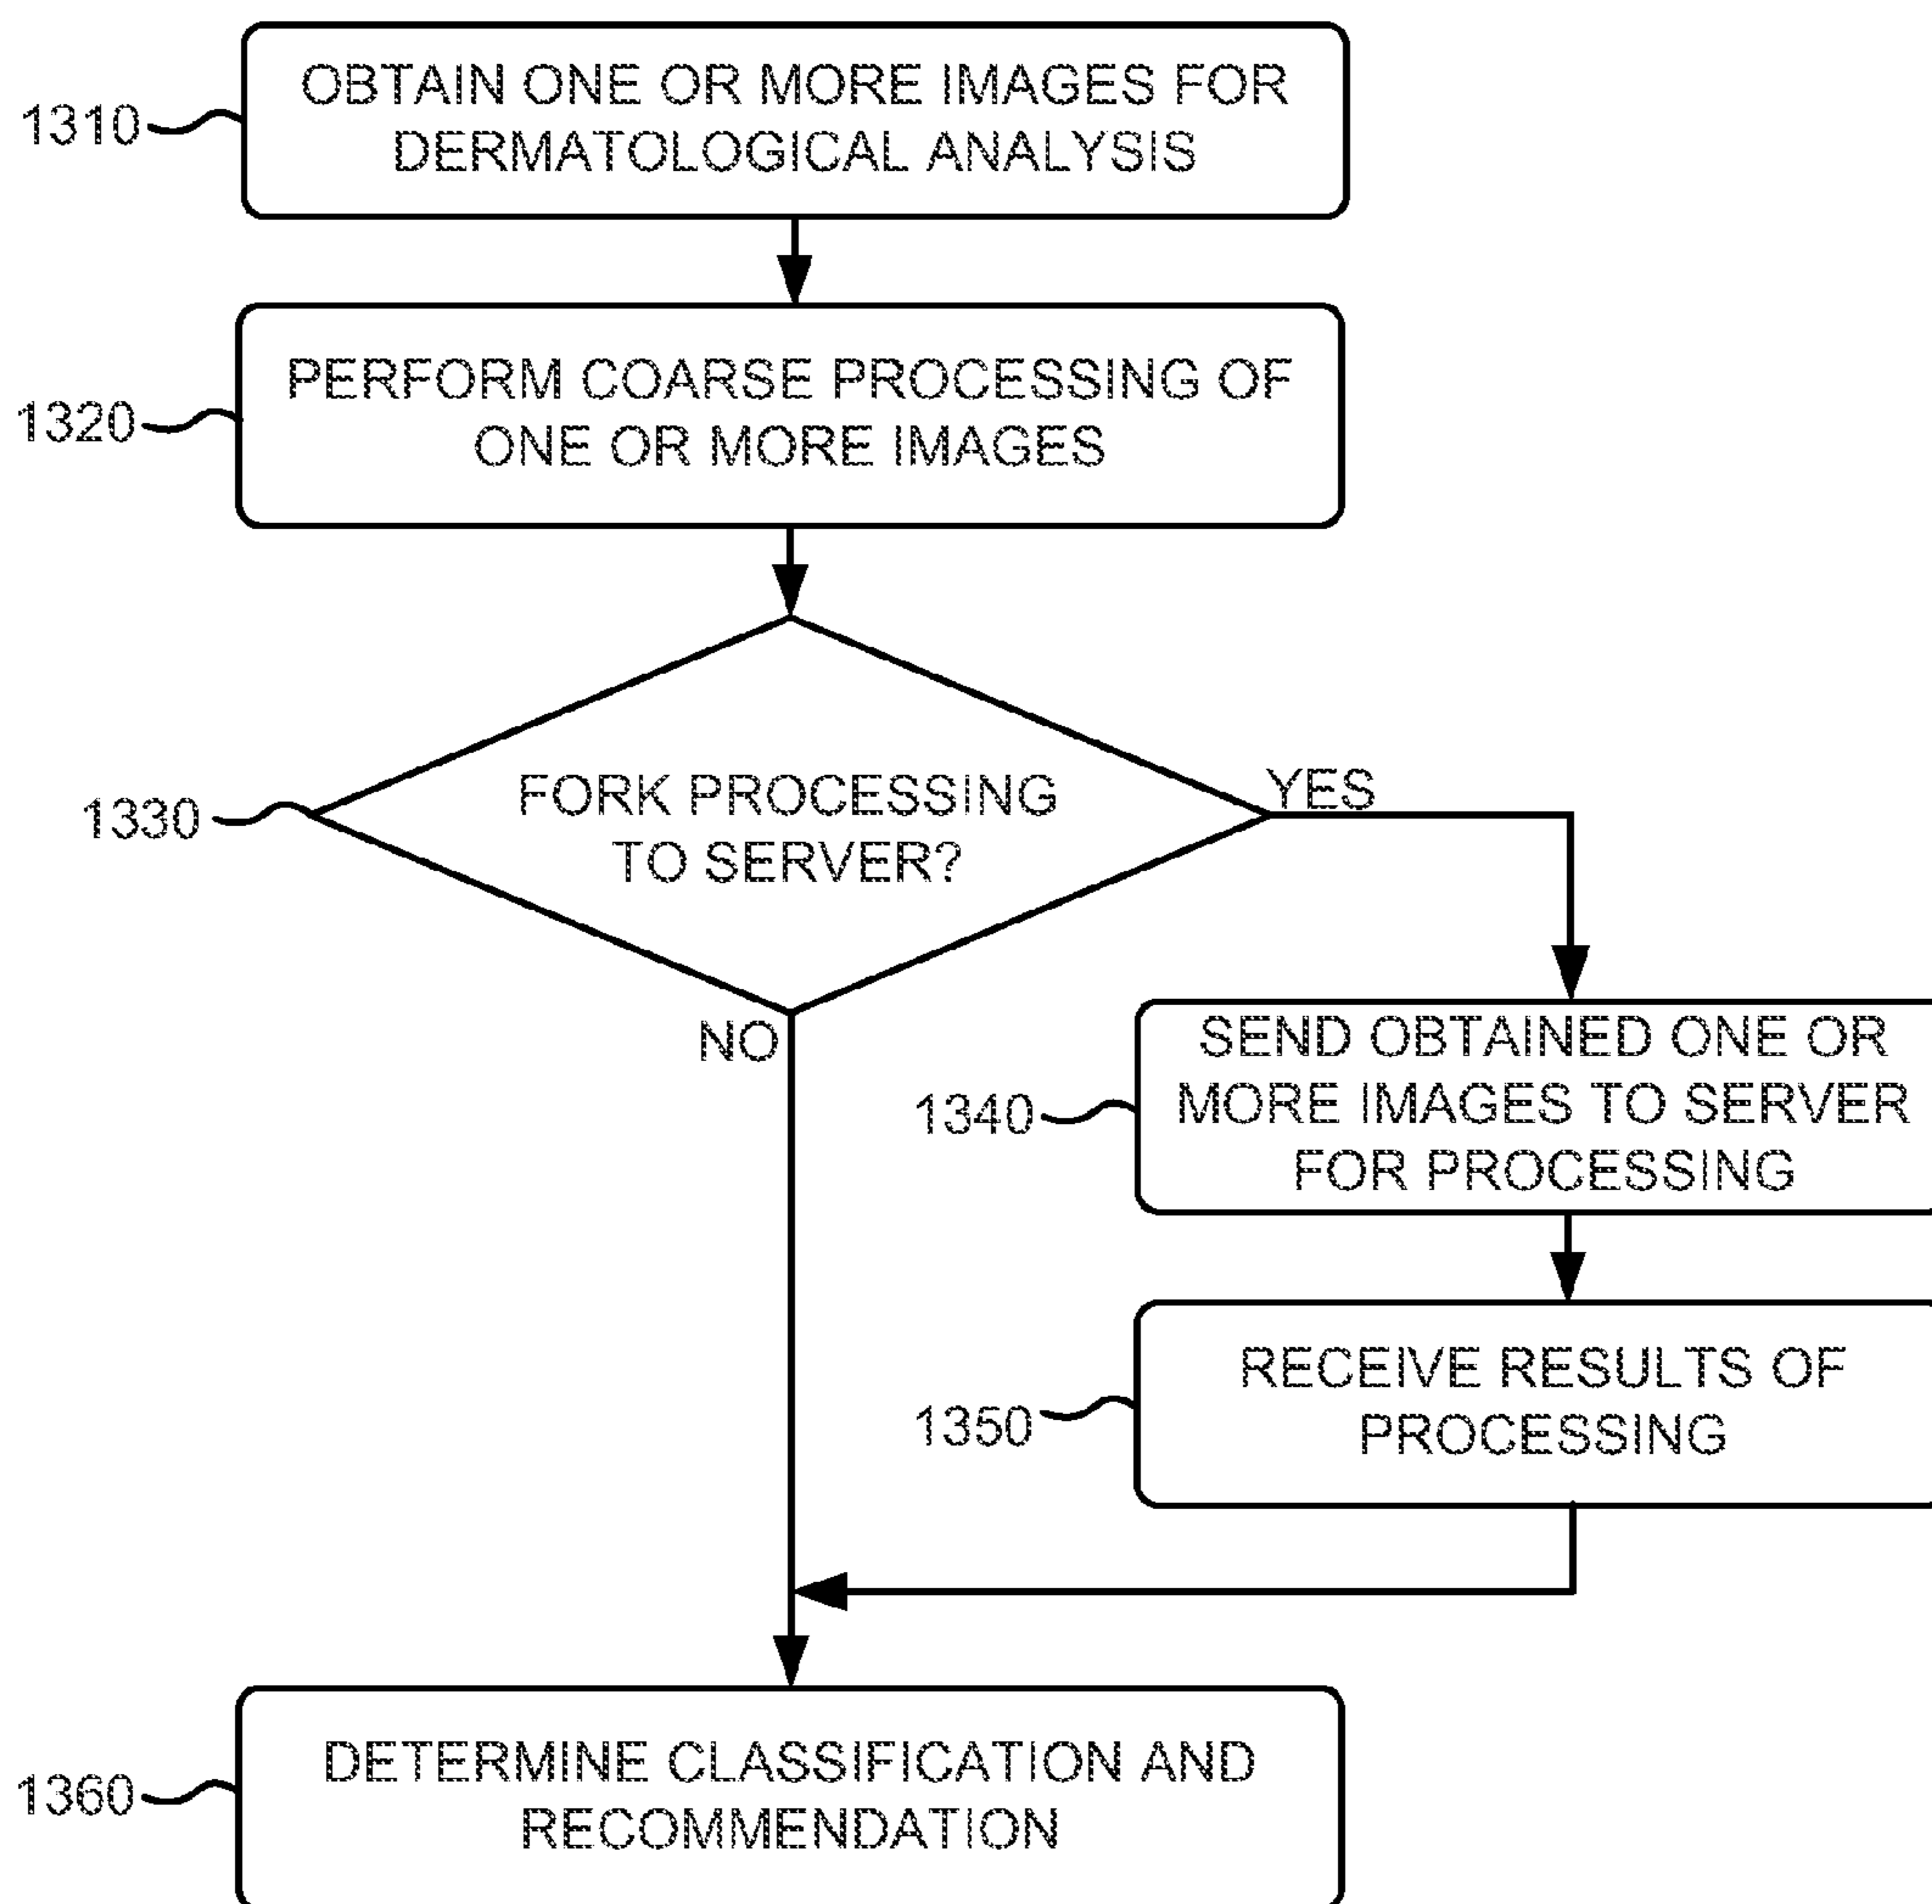 OBTAIN ONE OR MORE IMAGES FOR
DERMATOLOGICAL ANALYSIS
1310
PERFORM COARSE PROCESSING OF
ONE OR MORE IMAGES
1320
FORK PROCESSING
TO SERVER?
1330
YES
NO
SEND OBTAINED ONE OR
MORE IMAGES TO SERVER
FOR PROCESSING
1340
RECEIVE RESULTS OF
PROCESSING
1350
DETERMINE CLASSIFICATION AND
RECOMMENDATION
1360